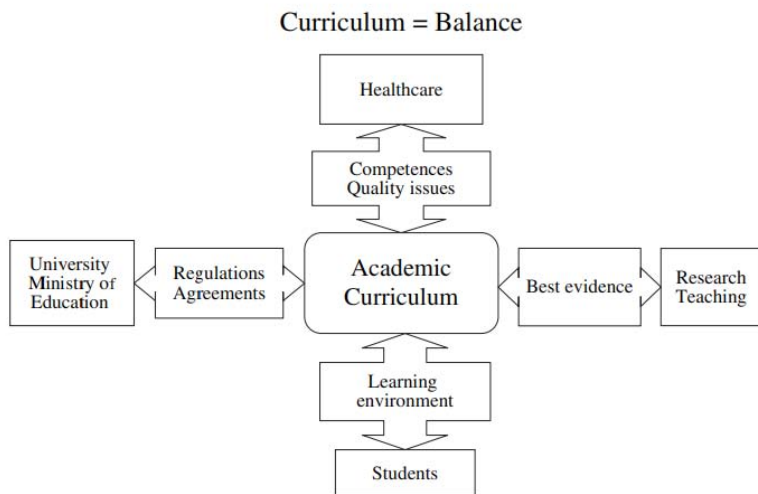 Curriculum = Balance
Healthcare
Competences
Quality issues
University
Ministry of
Education
Regulations
Agreements
Academic
Curriculum
Best evidence
Research
Teaching
Learning
environment
Students